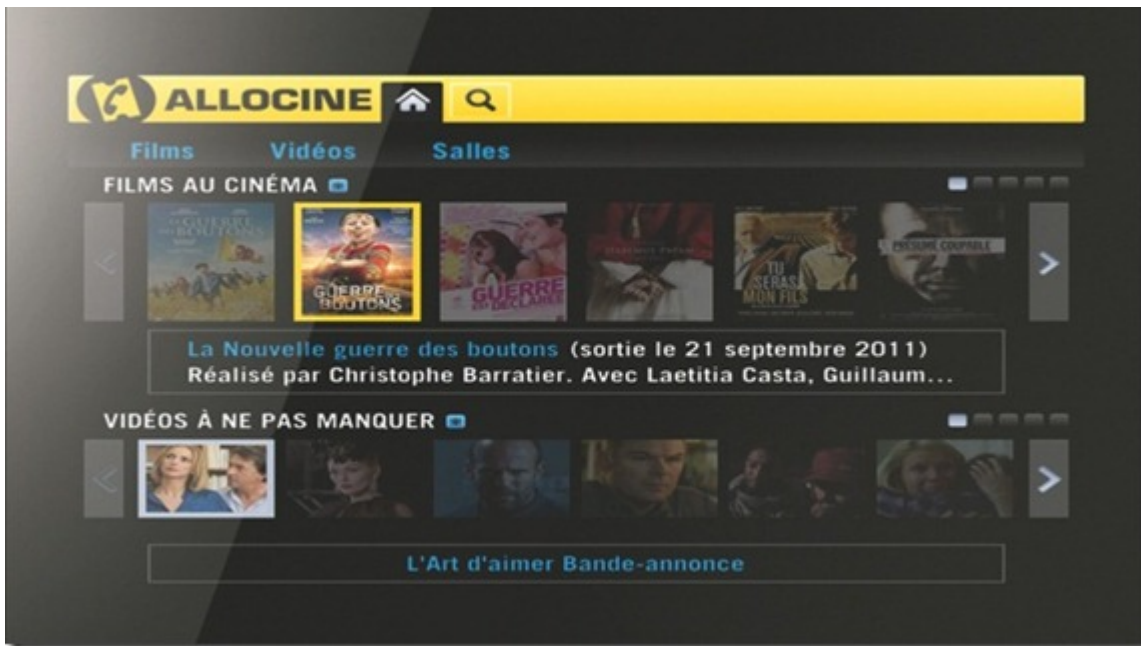 ALLOCINE
Films Vidéos Salles
FILMS AU CINÉMA
LA GUERRE
DES BOUTONS
GUERRE
BOUTONS
GUERRE
EST DÉCLARÉE
TU
SERAS
MON FILS
PRÉSUMÉ COUPABLE
La Nouvelle guerre des boutons (sortie le 21 septembre 2011)
Réalisé par Christophe Barratier. Avec Laetitia Casta, Guillaum...
VIDÉOS À NE PAS MANQUER
L'Art d'aimer Bande-annonce